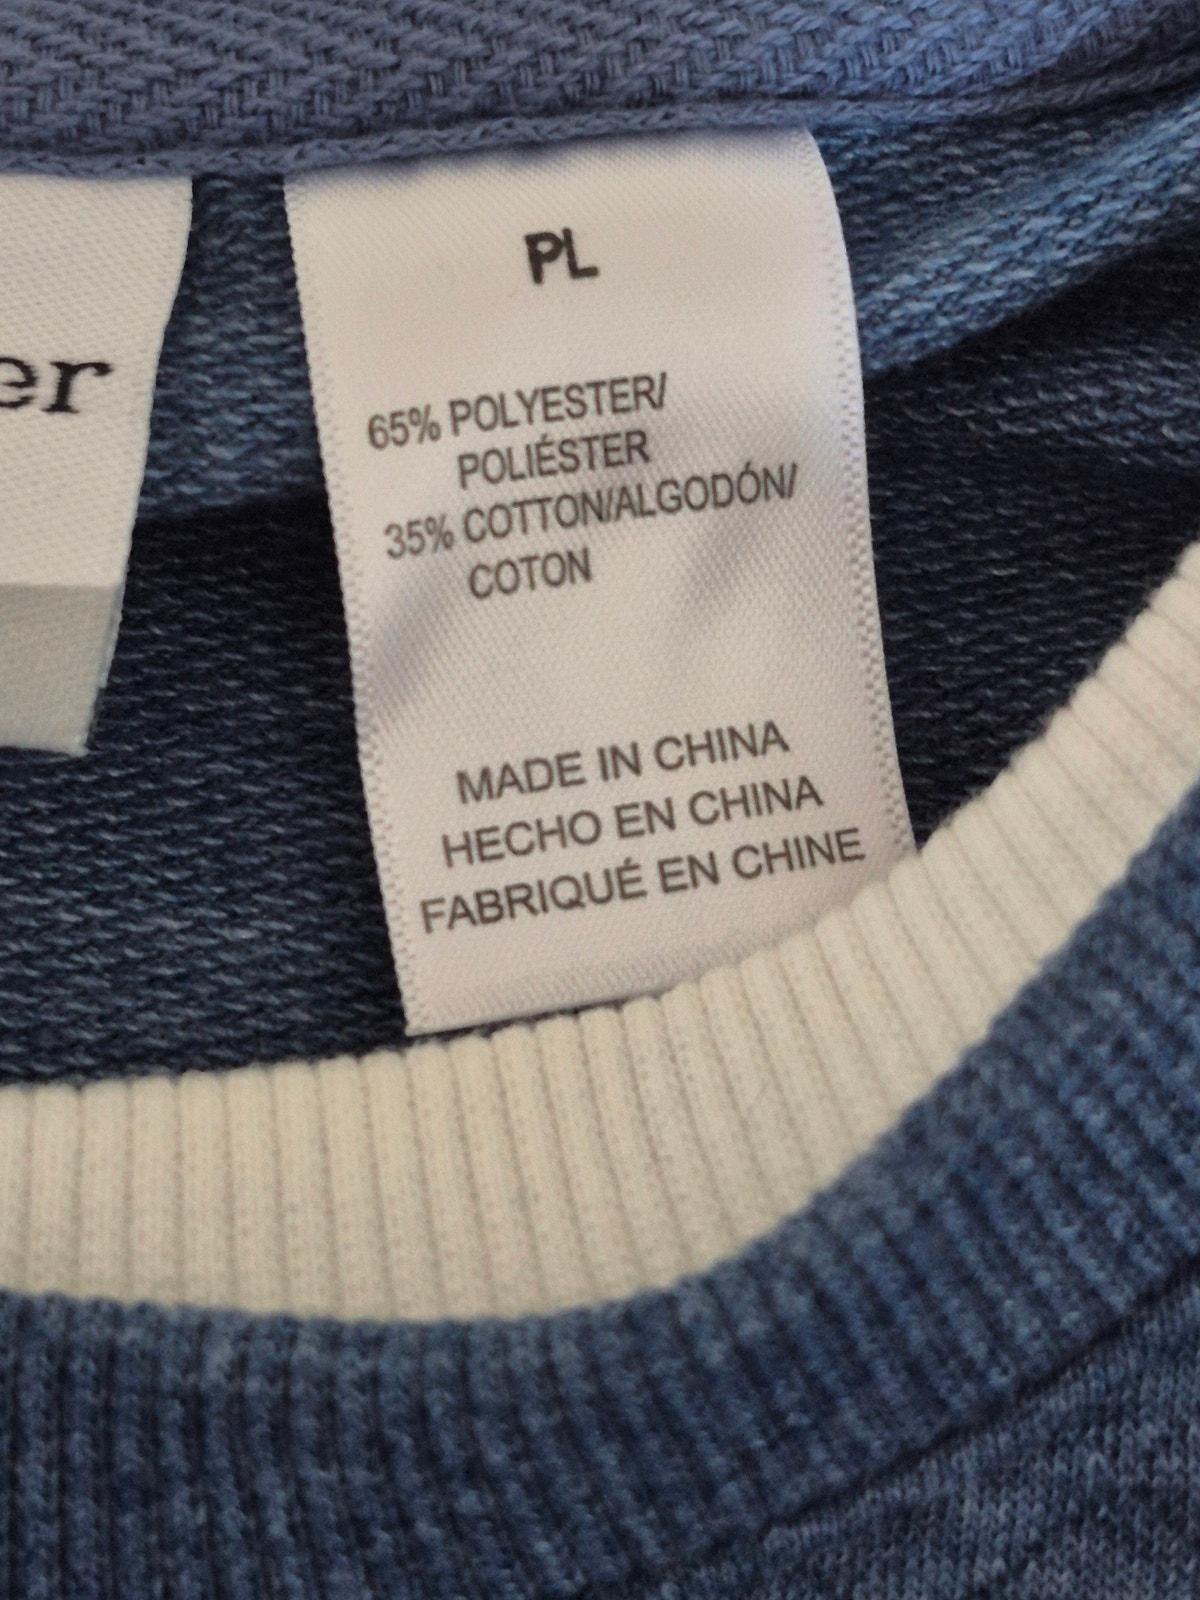 er
PL
65% POLYESTER/
POLIÉSTER
35% COTTON/ALGODÓN/
COTON
MADE IN CHINA
HECHO EN CHINA
FABRIQUÉ EN CHINE